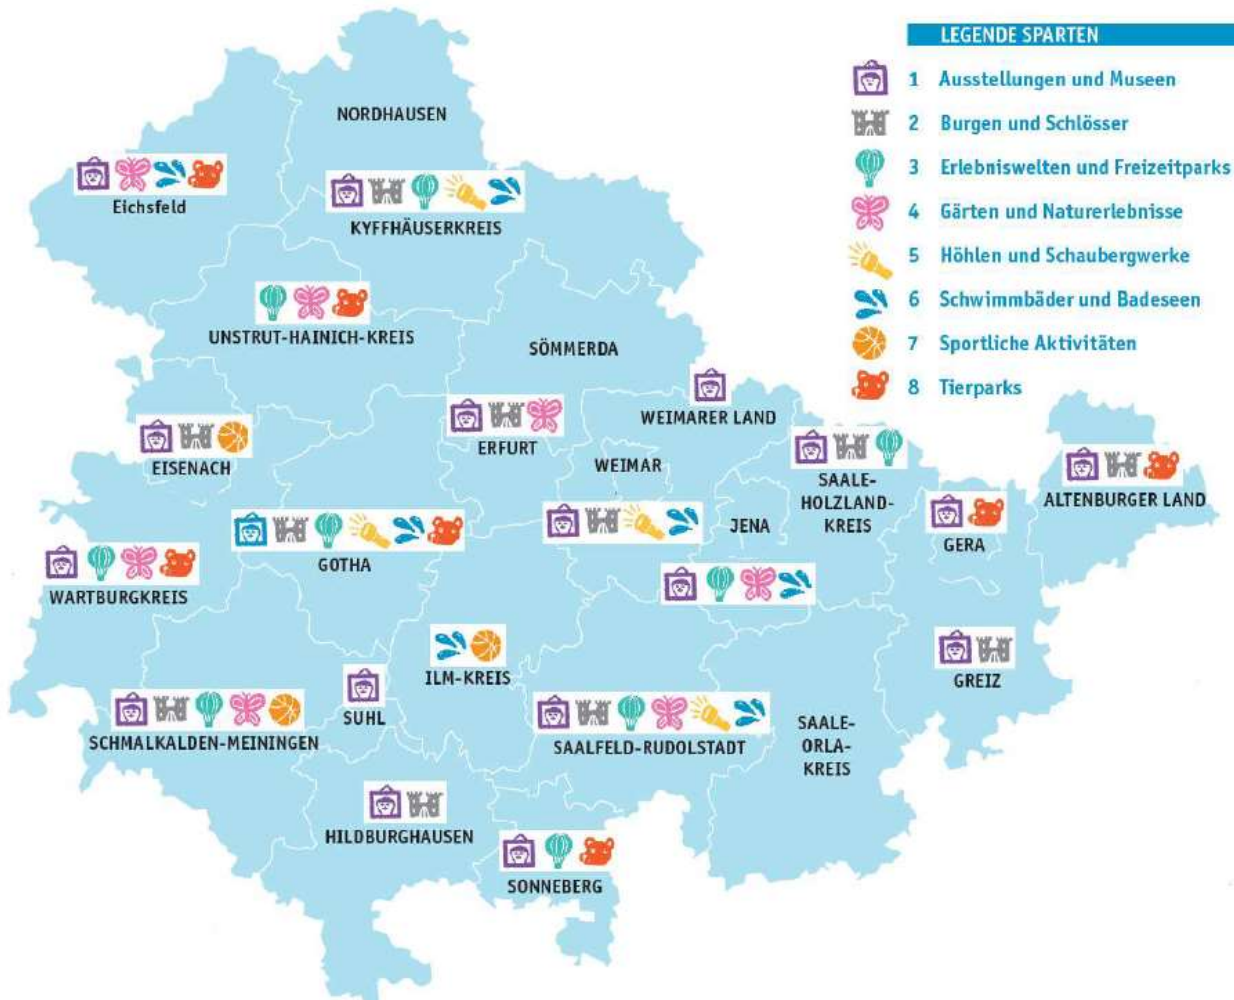 LEGENDE SPARTEN
1 Ausstellungen und Museen
2 Burgen und Schlösser
3 Erlebniswelten und Freizeitparks
4 Gärten und Naturerlebnisse
5 Höhlen und Schaubergwerke
6 Schwimmbäder und Badeseen
7 Sportliche Aktivitäten
8 Tierparks
NORDHAUSEN
Eichsfeld
KYFFHÄUSERKREIS
UNSTRUT-HAINICH-KREIS
SÖMMERDA
WEIMARER LAND
EISENACH
ERFURT
WEIMAR
SAALE-
HOLZLAND-
KREIS
ALTENBURGER LAND
JENA
GERA
GOTHA
WARTBURGKREIS
ILM-KREIS
GREIZ
SUHL
SCHMALKALDEN-MEININGEN
SAALFELD-RUDOLSTADT
SAALE-
ORLA-
KREIS
HILDBURGHAUSEN
SONNEBERG